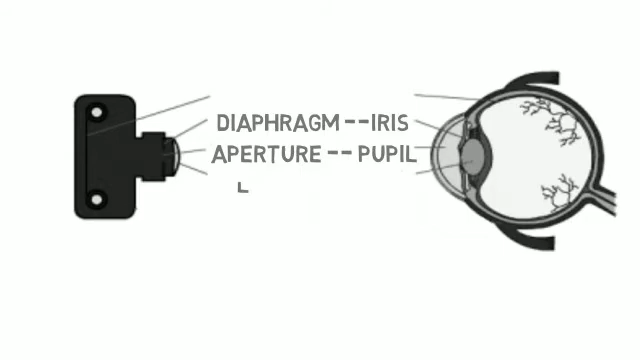 DIAPHRAGM -- IRIS
APERTURE -- PUPIL
L